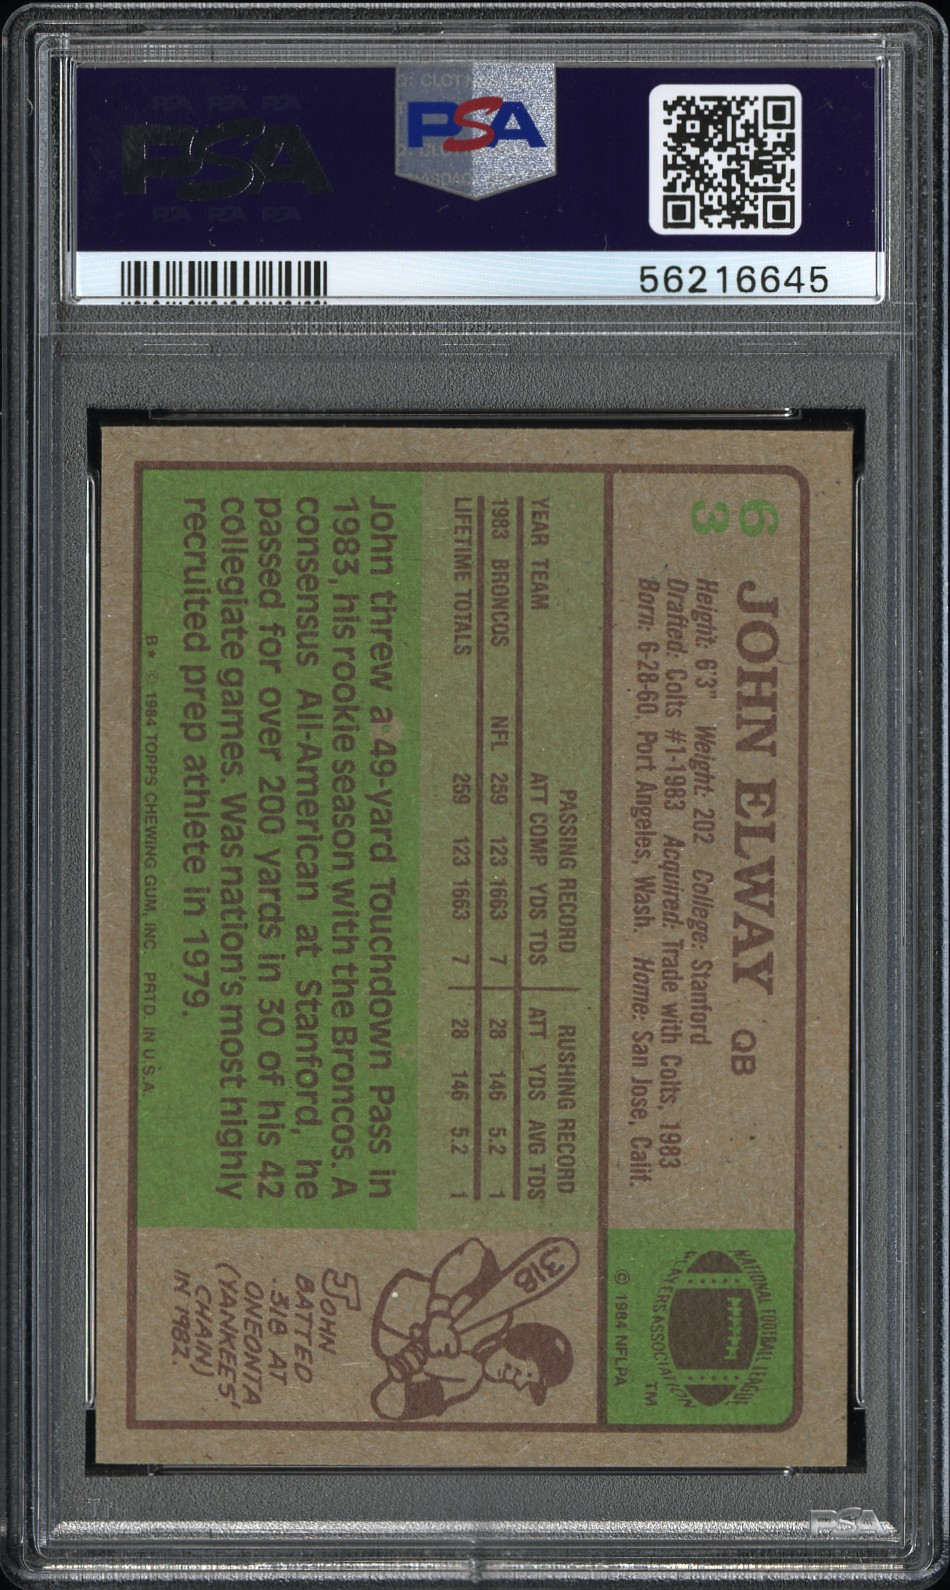 PSA
PSA
56216645
63
JOHN ELWAY QB
Height: 6'3" Weight: 202 College: Stanford
Drafted: Colts #1-1983 Acquired: Trade with Colts, 1983
Born: 6-28-60, Port Angeles, Wash. Home: San Jose, Calif.
NATIONAL FOOTBALL LEAGUE
PLAYERS ASSOCIATION
TM
© 1984 NFLPA
PASSING RECORD RUSHING RECORD
YEAR TEAM ATT COMP YDS TDS ATT YDS AVG TDS
1983 BRONCOS NFL 259 123 1663 7 28 146 5.2 1
LIFETIME TOTALS 259 123 1663 7 28 146 5.2 1
John threw a 49-yard Touchdown Pass in
1983, his rookie season with the Broncos. A
consensus All-American at Stanford, he
passed for over 200 yards in 30 of his 42
collegiate games. Was nation's most highly
recruited prep athlete in 1979.
318
JOHN
BATTED
.318 AT
ONEONTA
(YANKEES'
CHAIN)
IN 1982.
B* © 1984 TOPPS CHEWING GUM, INC. PRTD. IN U.S.A.
PSA